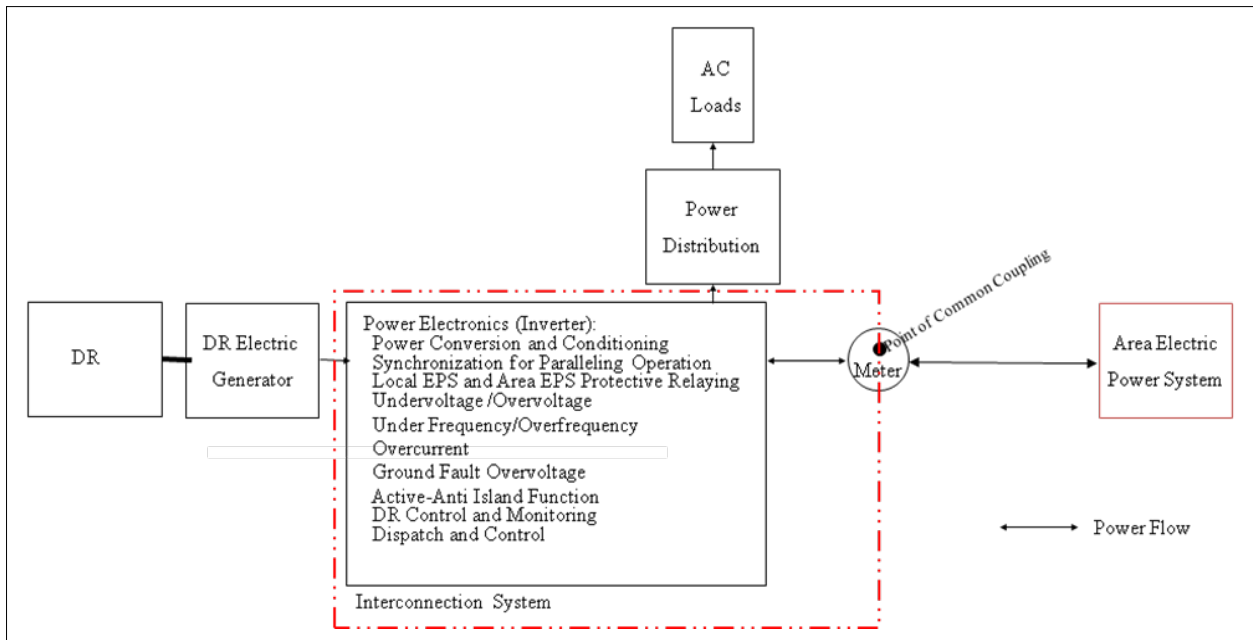 AC
Loads
Power
Distribution
Point of Common Coupling
DR
DR Electric
Generator
Power Electronics (Inverter):
Power Conversion and Conditioning
Synchronization for Paralleling Operation
Local EPS and Area EPS Protective Relaying
Undervoltage/Overvoltage
Under Frequency/Overfrequency
Overcurrent
Ground Fault Overvoltage
Active-Anti Island Function
DR Control and Monitoring
Dispatch and Control
Interconnection System
Meter
Area Electric
Power System
Power Flow